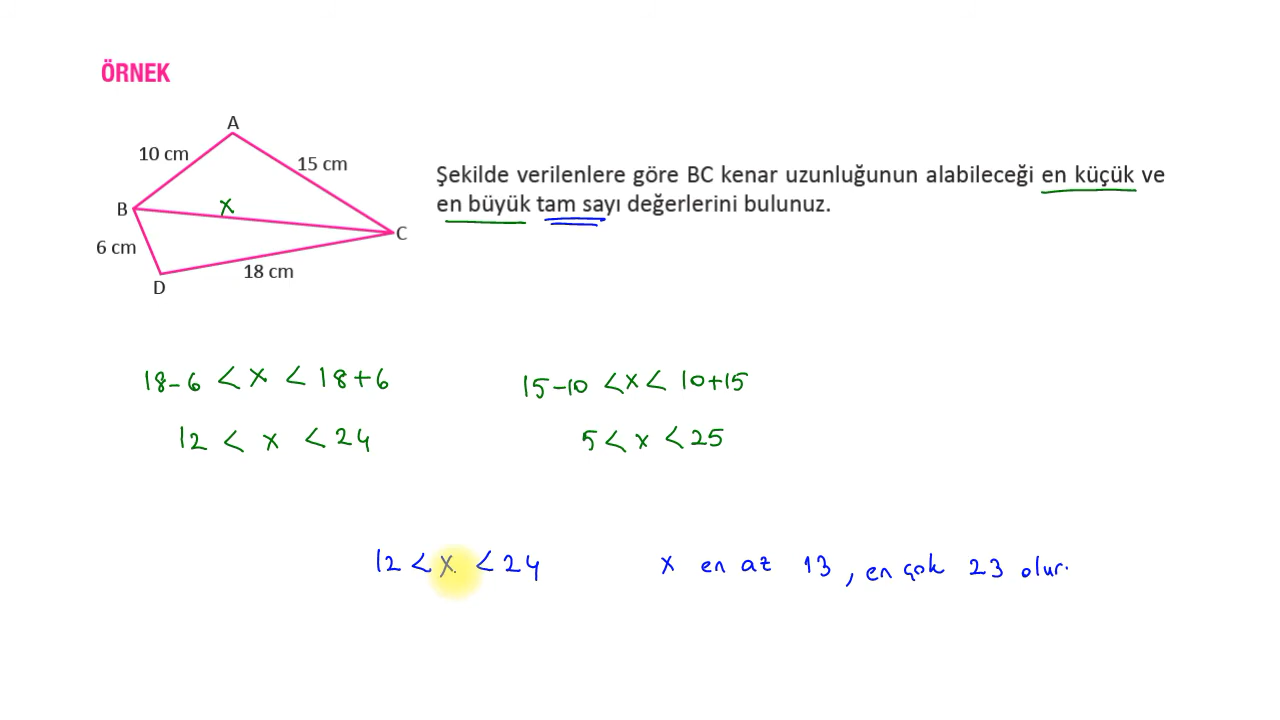 ÖRNEK
A
10 cm
15 cm
Şekilde verilenlere göre BC kenar uzunluğunun alabileceği en küçük ve
en büyük tam sayı değerlerini bulunuz.
B
x
C
6 cm
18 cm
D
18-6 < x < 18+6
15-10 < x < 10+15
12 < x < 24
5 < x < 25
12 < x < 24
x en az 13, en çok 23 olur.